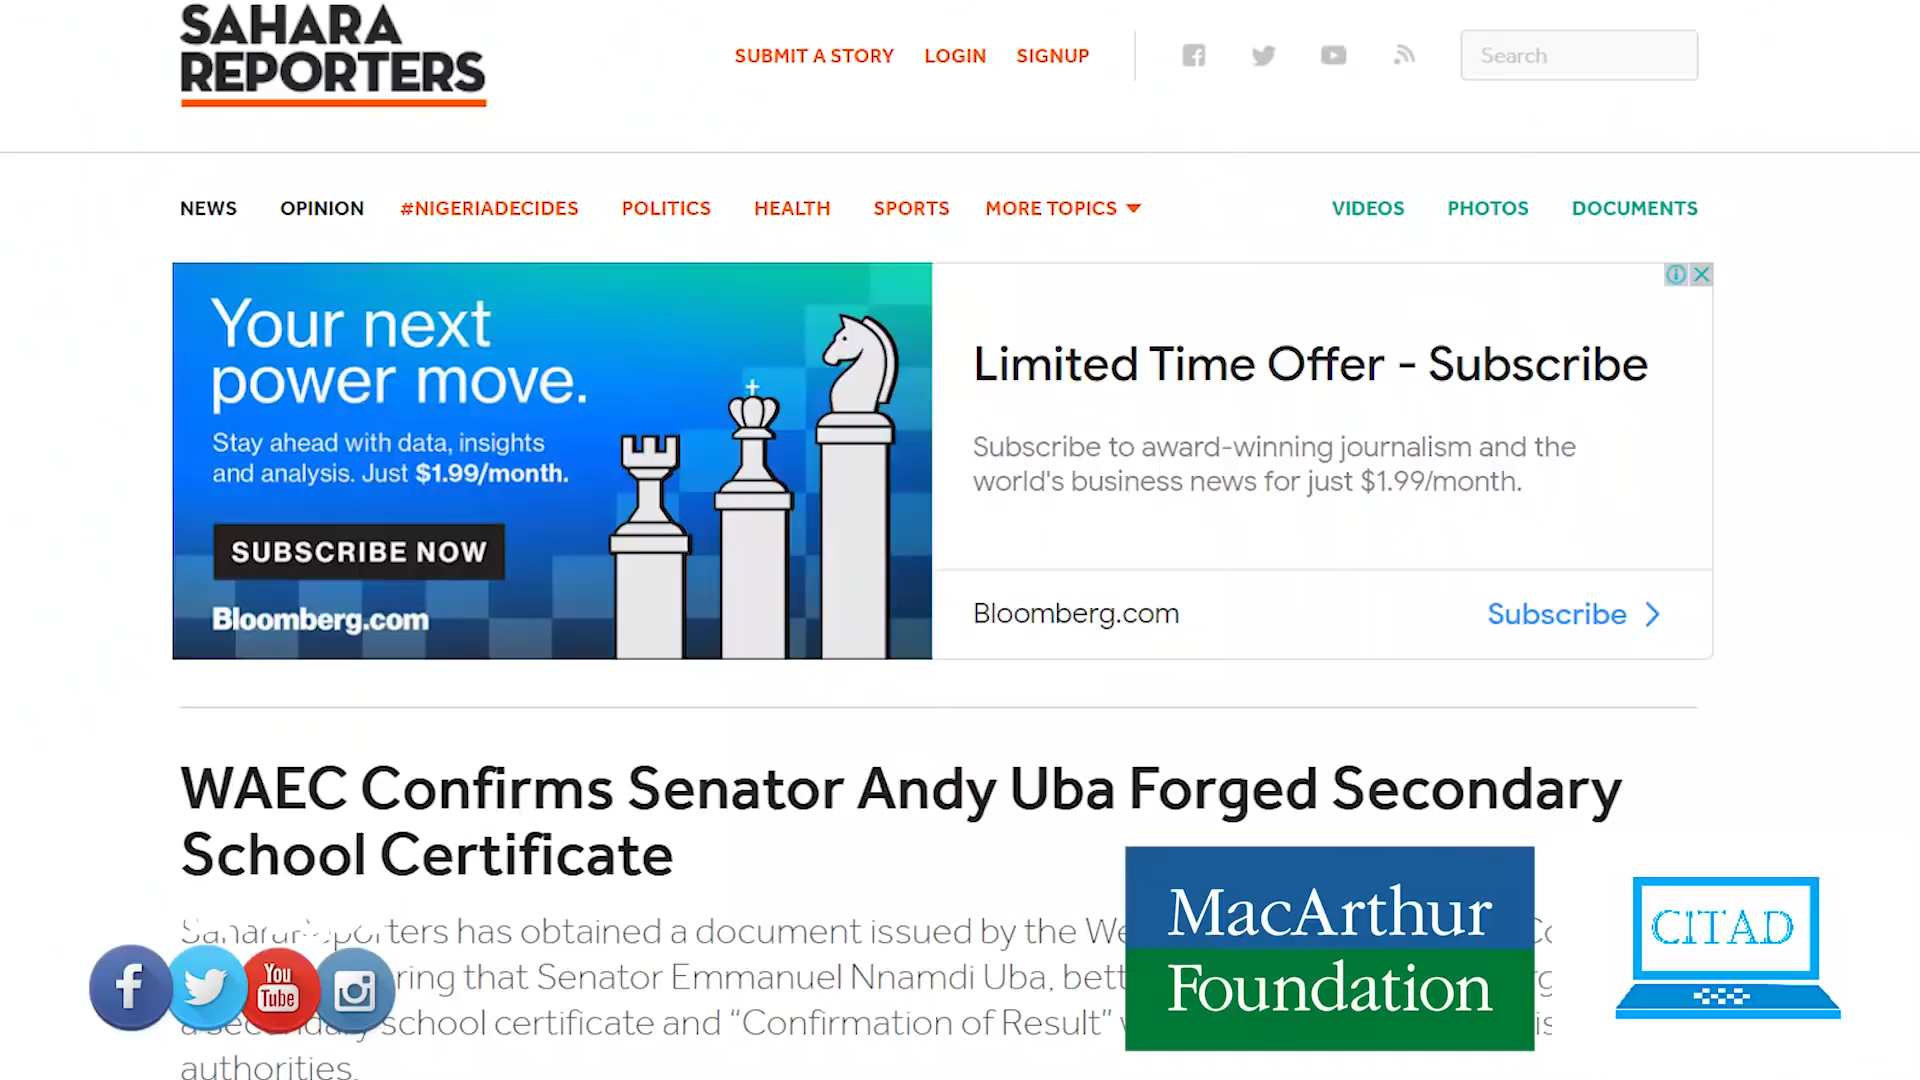 SAHARA
REPORTERS
SUBMIT A STORY LOGIN SIGNUP Search
NEWS OPINION #NIGERIADECIDES POLITICS HEALTH SPORTS MORE TOPICS VIDEOS PHOTOS DOCUMENTS
Your next
power move.
Stay ahead with data, insights
and analysis. Just $1.99/month.
SUBSCRIBE NOW
Bloomberg.com
Limited Time Offer - Subscribe
Subscribe to award-winning journalism and the
world's business news for just $1.99/month.
Bloomberg.com Subscribe
WAEC Confirms Senator Andy Uba Forged Secondary
School Certificate
has obtained a document issued by the
that Senator Emmanuel Nnamdi Uba,
school certificate and “Confirmation of Result”
authorities.
You
Tube
MacArthur
Foundation
CITAD